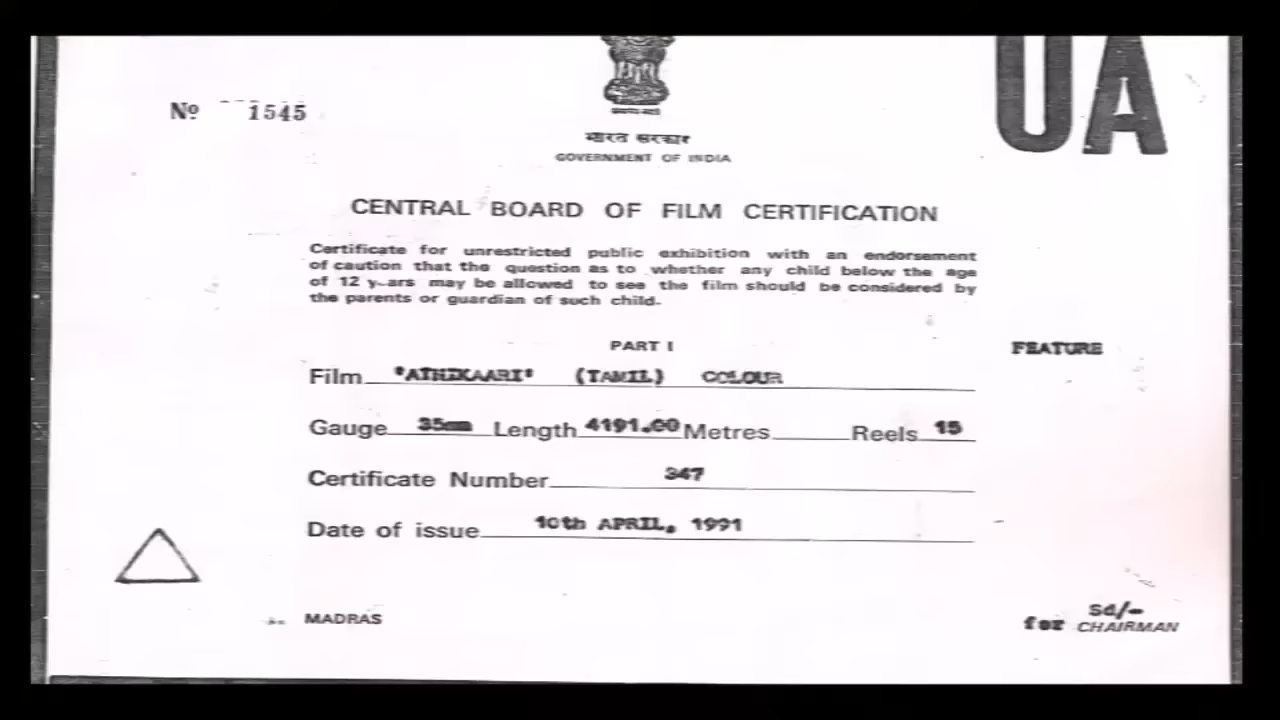 UA
Nº 1545
भारत सरकार
GOVERNMENT OF INDIA
CENTRAL BOARD OF FILM CERTIFICATION
Certificate for unrestricted public exhibition with an endorsement
of caution that the question as to whether any child below the age
of 12 years may be allowed to see the film should be considered by
the parents or guardian of such child.
PART I
FEATURE
Film "ATHIKAARI" (TAMIL) COLOUR
Gauge 35mm Length 4191.00 Metres Reels 15
Certificate Number 347
Date of issue 10th APRIL, 1991
MADRAS
Sd/-
for CHAIRMAN